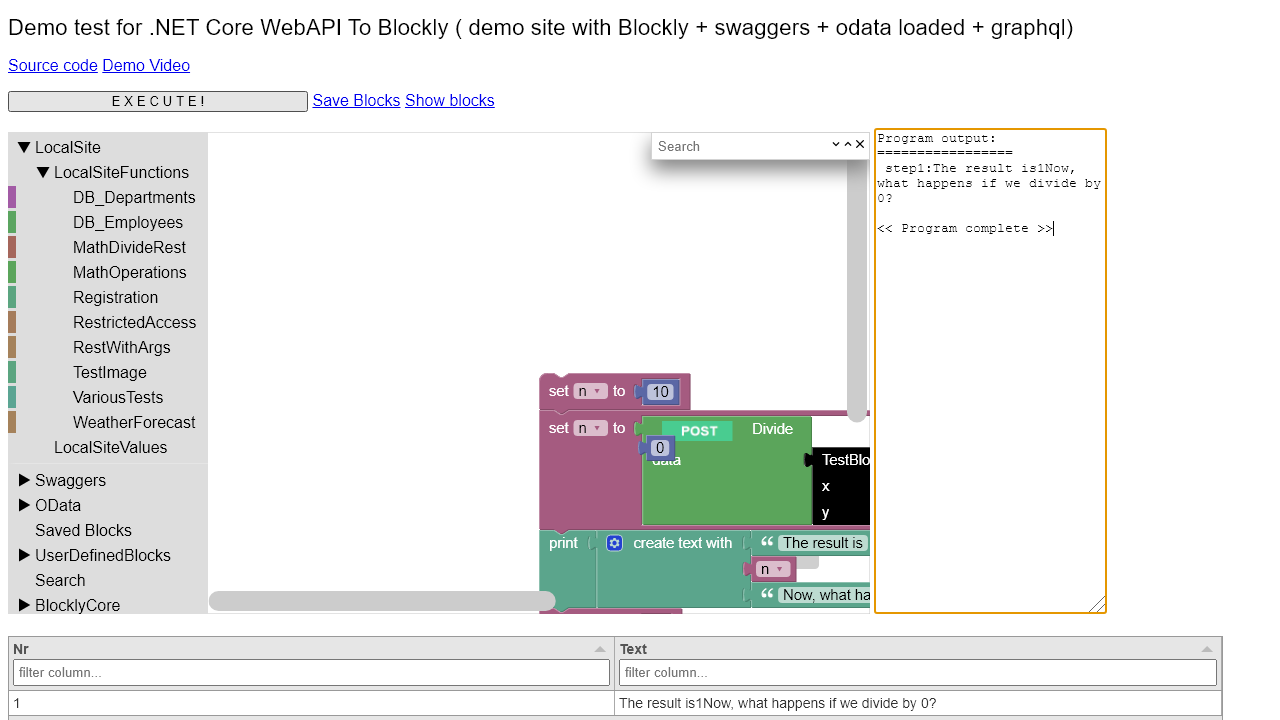 Demo test for .NET Core WebAPI To Blockly ( demo site with Blockly + swaggers + odata loaded + graphql)
Source code Demo Video
E X E C U T E !
Save Blocks Show blocks
LocalSite
LocalSiteFunctions
DB_Departments
DB_Employees
MathDivideRest
MathOperations
Registration
RestrictedAccess
RestWithArgs
TestImage
VariousTests
WeatherForecast
LocalSiteValues
Swaggers
OData
Saved Blocks
UserDefinedBlocks
Search
BlocklyCore
Search
set n to 10
set n to POST Divide
0
data TestBlo
x
y
print create text with “ The result is
n
“ Now, what ha
Program output:
=================
step1:The result is1Now,
what happens if we divide by
0?
<< Program complete >>
Nr Text
filter column... filter column...
1 The result is1Now, what happens if we divide by 0?